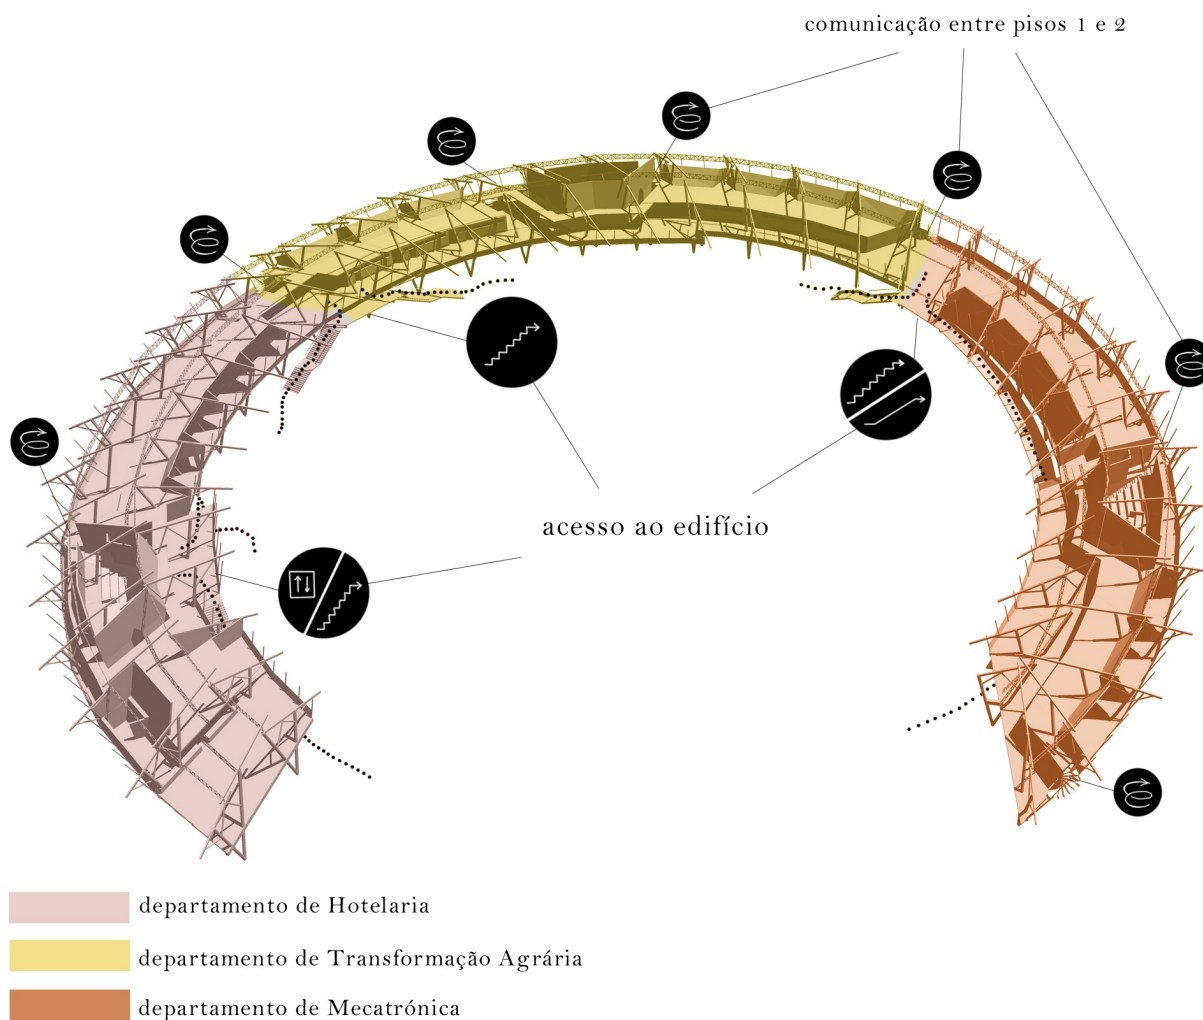 comunicação entre pisos 1 e 2
acesso ao edifício
departamento de Hotelaria
departamento de Transformação Agrária
departamento de Mecatrónica